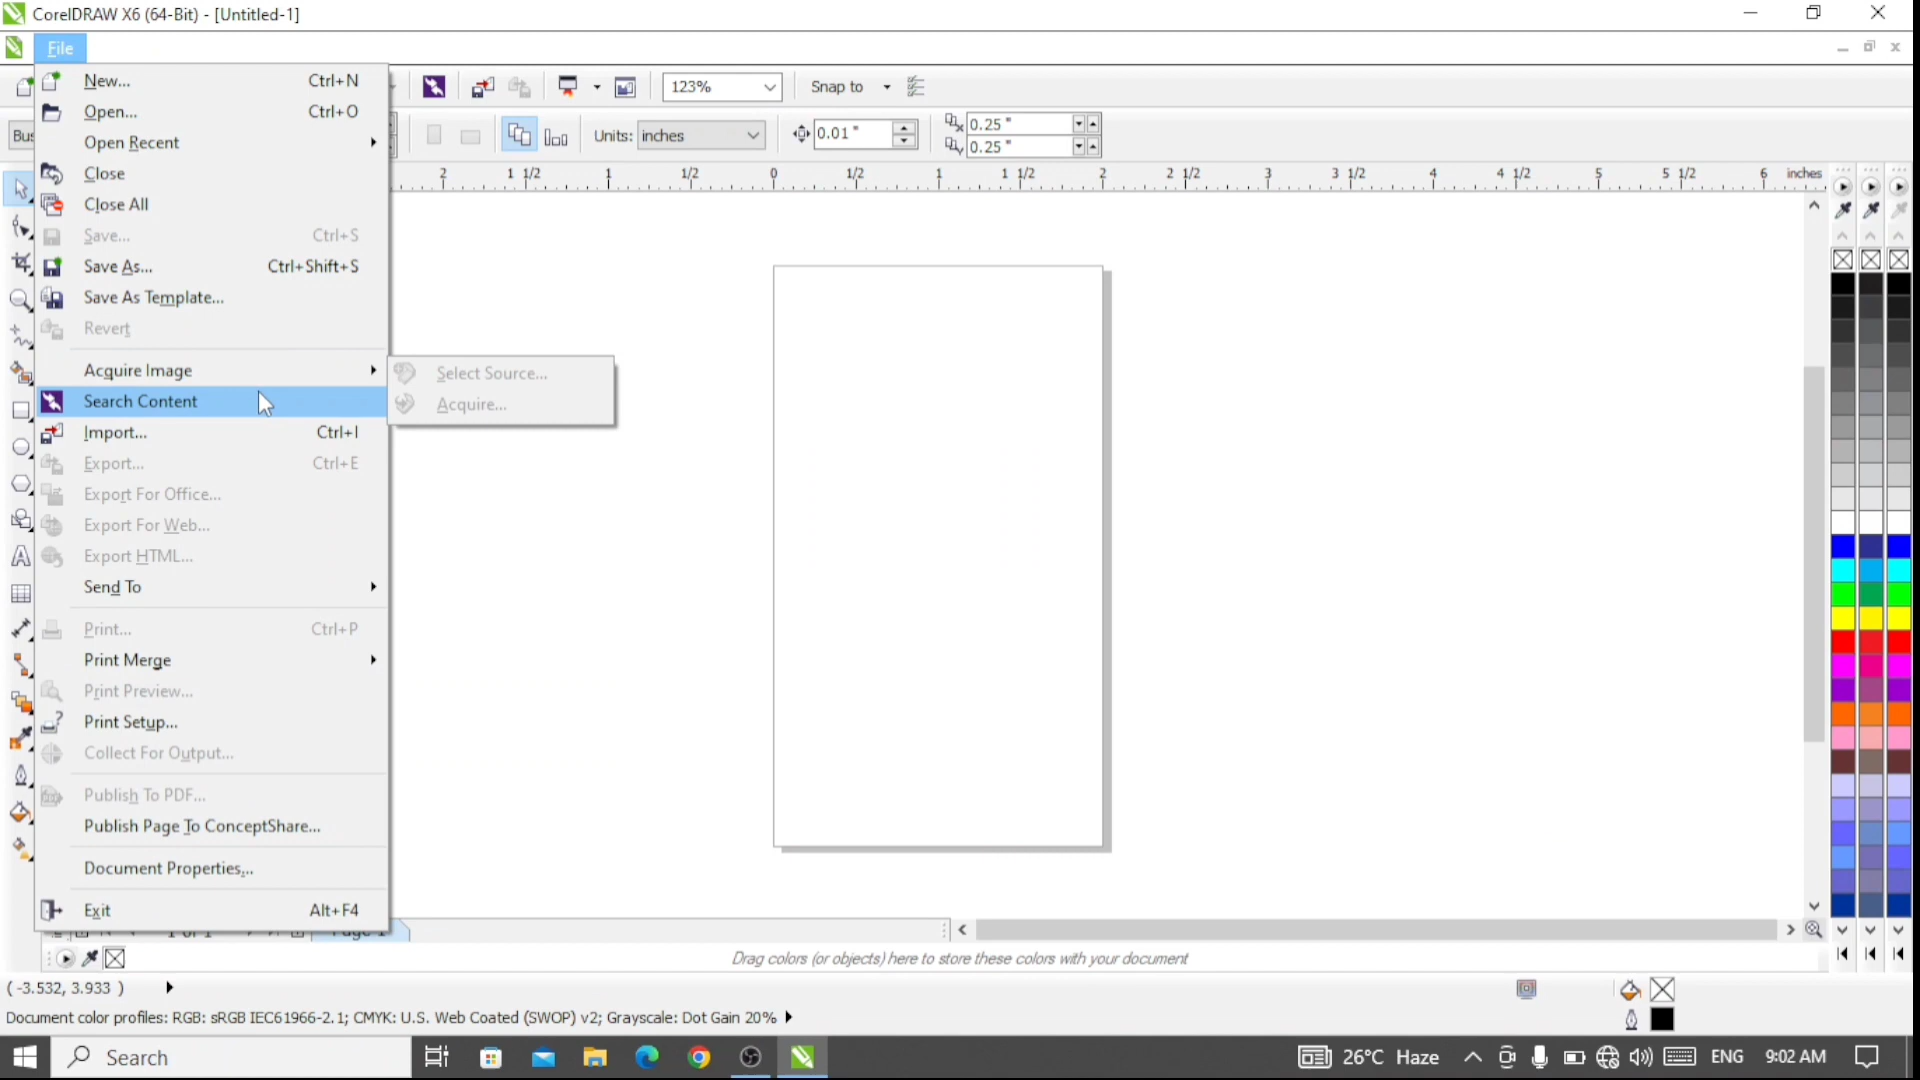 CorelDRAW X6 (64-Bit) - [Untitled-1]
File
New... Ctrl+N
Open... Ctrl+O
Open Recent
Close
Close All
Save... Ctrl+S
Save As... Ctrl+Shift+S
Save As Template...
Revert
Acquire Image
Search Content
Import... Ctrl+I
Export... Ctrl+E
Export For Office...
Export For Web...
Export HTML...
Send To
Print... Ctrl+P
Print Merge
Print Preview...
Print Setup...
Collect For Output...
Publish To PDF...
Publish Page To ConceptShare...
Document Properties...
Exit Alt+F4
Select Source...
Acquire...
123% Snap to
Bus
Units: inches 0.01 " 0.25 "
0.25 "
2 1 1/2 1 1/2 0 1/2 1 1 1/2 2 2 1/2 3 3 1/2 4 4 1/2 5 5 1/2 6 inches
Drag colors (or objects) here to store these colors with your document
( -3.532, 3.933 )
Document color profiles: RGB: sRGB IEC61966-2.1; CMYK: U.S. Web Coated (SWOP) v2; Grayscale: Dot Gain 20%
Search 26°C Haze ENG 9:02 AM